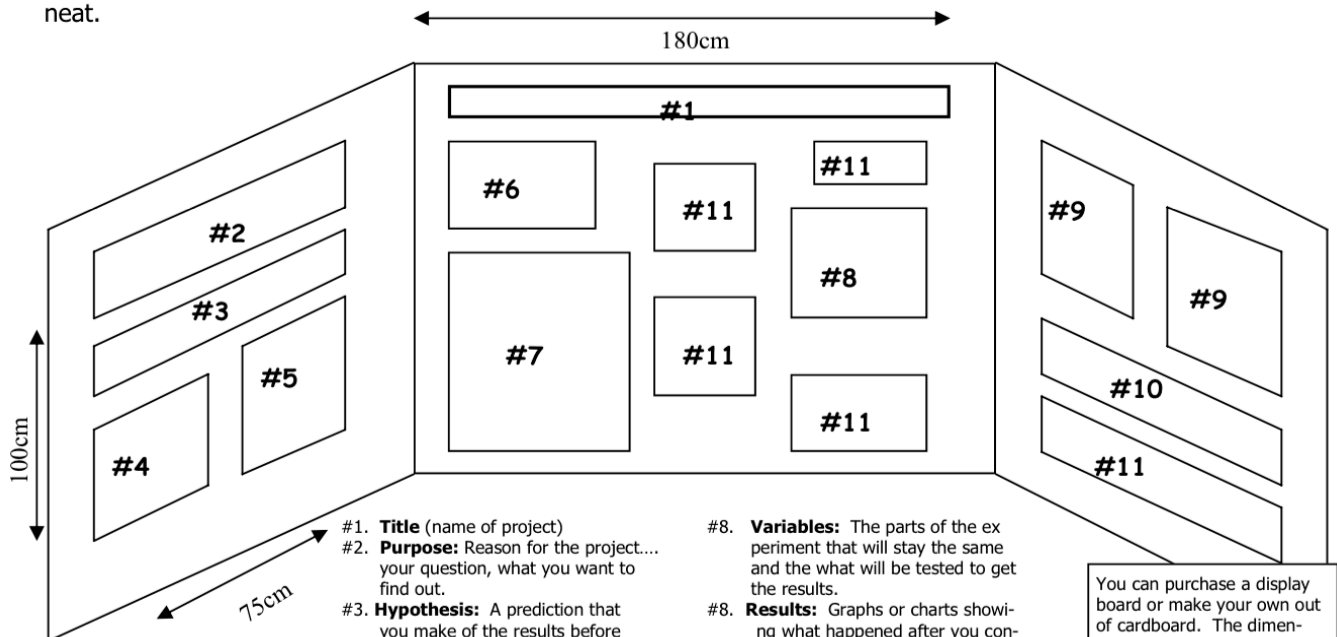 neat.
180cm
#1
#6
#11
#11
#9
#2
#11
#8
#9
#3
#7
#11
#5
#10
#4
#11
#11
100cm
75cm
#1. Title (name of project)
#2. Purpose: Reason for the project....
your question, what you want to
find out.
#3. Hypothesis: A prediction that
you make of the results before
#8. Variables: The parts of the ex
periment that will stay the same
and the what will be tested to get
the results.
#8. Results: Graphs or charts showi-
ng what happened after you con-
You can purchase a display
board or make your own out
of cardboard. The dimen-